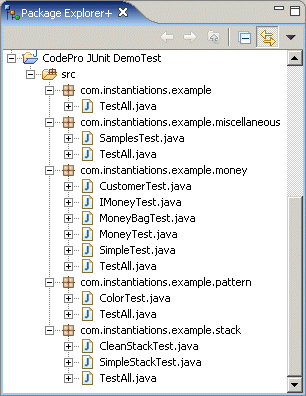 Package Explorer+
CodePro JUnit DemoTest
src
com.instantiations.example
TestAll.java
com.instantiations.example.miscellaneous
SamplesTest.java
TestAll.java
com.instantiations.example.money
CustomerTest.java
IMoneyTest.java
MoneyBagTest.java
MoneyTest.java
SimpleTest.java
TestAll.java
com.instantiations.example.pattern
ColorTest.java
TestAll.java
com.instantiations.example.stack
CleanStackTest.java
SimpleStackTest.java
TestAll.java